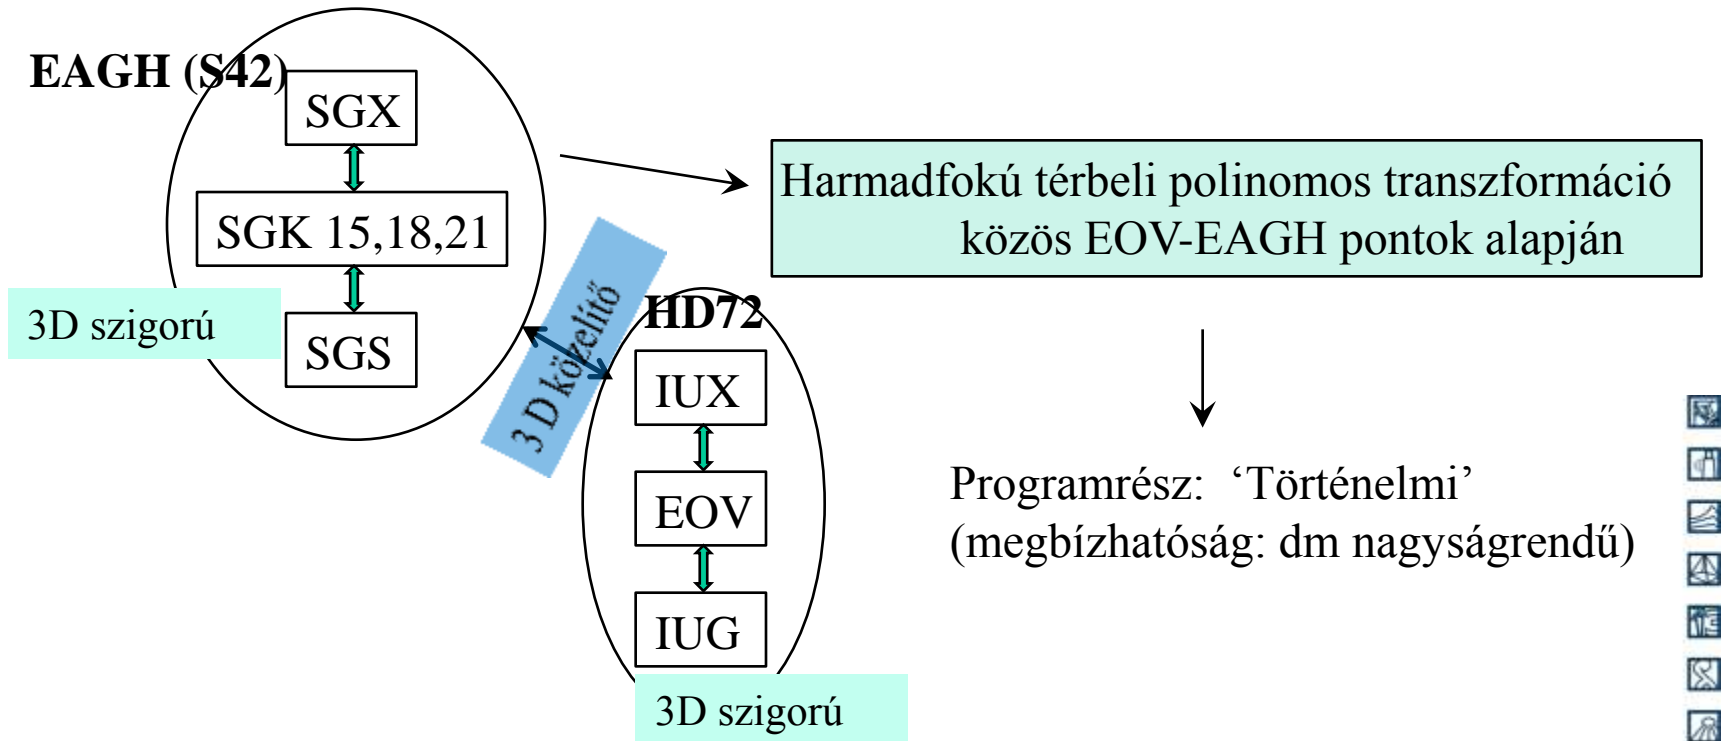 EAGH (S42)
SGX
SGK 15,18,21
SGS
3D szigorú
3 D közelítő
HD72
IUX
EOV
IUG
3D szigorú
Harmadfokú térbeli polinomos transzformáció
közös EOV-EAGH pontok alapján
Programrész: ‘Történelmi’
(megbízhatóság: dm nagyságrendű)